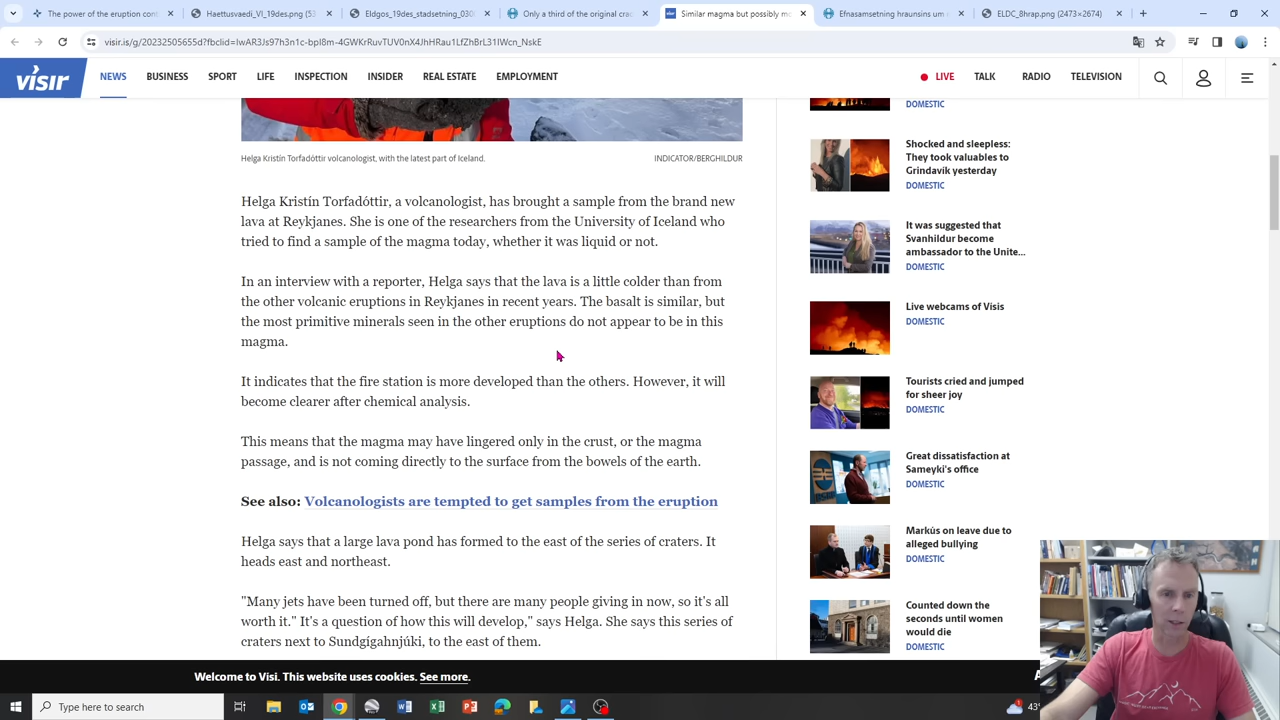 Power of the eruption cont
Haettusvaedi_VI_19des.png (53
Eldgos_19des_stadsetning_030
Only a third of the original crac
Similar magma but possibly mo
Efnasamsetning hraunsins um
ELDC_8hrap.png (2473×2674)
visir.is/g/20232505655d?fbclid=IwAR3Js97h3n1c-bpI8m-4GWKrRuvTUV0nX4JhHRau1LfZhBrL31IWcn_NskE
vísir
NEWS
BUSINESS
SPORT
LIFE
INSPECTION
INSIDER
REAL ESTATE
EMPLOYMENT
LIVE
TALK
RADIO
TELEVISION
Helga Kristín Torfadóttir volcanologist, with the latest part of Iceland.
INDICATOR/BERGHILDUR
Helga Kristín Torfadóttir, a volcanologist, has brought a sample from the brand new
lava at Reykjanes. She is one of the researchers from the University of Iceland who
tried to find a sample of the magma today, whether it was liquid or not.
In an interview with a reporter, Helga says that the lava is a little colder than from
the other volcanic eruptions in Reykjanes in recent years. The basalt is similar, but
the most primitive minerals seen in the other eruptions do not appear to be in this
magma.
It indicates that the fire station is more developed than the others. However, it will
become clearer after chemical analysis.
This means that the magma may have lingered only in the crust, or the magma
passage, and is not coming directly to the surface from the bowels of the earth.
See also: Volcanologists are tempted to get samples from the eruption
Helga says that a large lava pond has formed to the east of the series of craters. It
heads east and northeast.
"Many jets have been turned off, but there are many people giving in now, so it's all
worth it." It's a question of how this will develop," says Helga. She says this series of
craters next to Sundgígahnjúki, to the east of them.
DOMESTIC
Shocked and sleepless:
They took valuables to
Grindavík yesterday
DOMESTIC
It was suggested that
Svanhildur become
ambassador to the Unite...
DOMESTIC
Live webcams of Visis
DOMESTIC
Tourists cried and jumped
for sheer joy
DOMESTIC
Great dissatisfaction at
Sameyki's office
DOMESTIC
Markús on leave due to
alleged bullying
DOMESTIC
Counted down the
seconds until women
would die
DOMESTIC
Welcome to Visi. This website uses cookies. See more.
Type here to search
43°